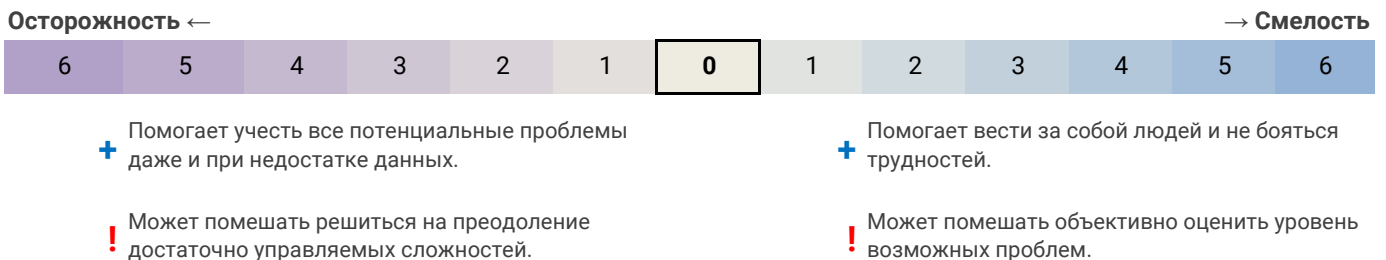 Осторожность ← → Смелость
6 5 4 3 2 1 0 1 2 3 4 5 6
+ Помогает учесть все потенциальные проблемы
даже и при недостатке данных.
! Может помешать решиться на преодоление
достаточно управляемых сложностей.
+ Помогает вести за собой людей и не бояться
трудностей.
! Может помешать объективно оценить уровень
возможных проблем.